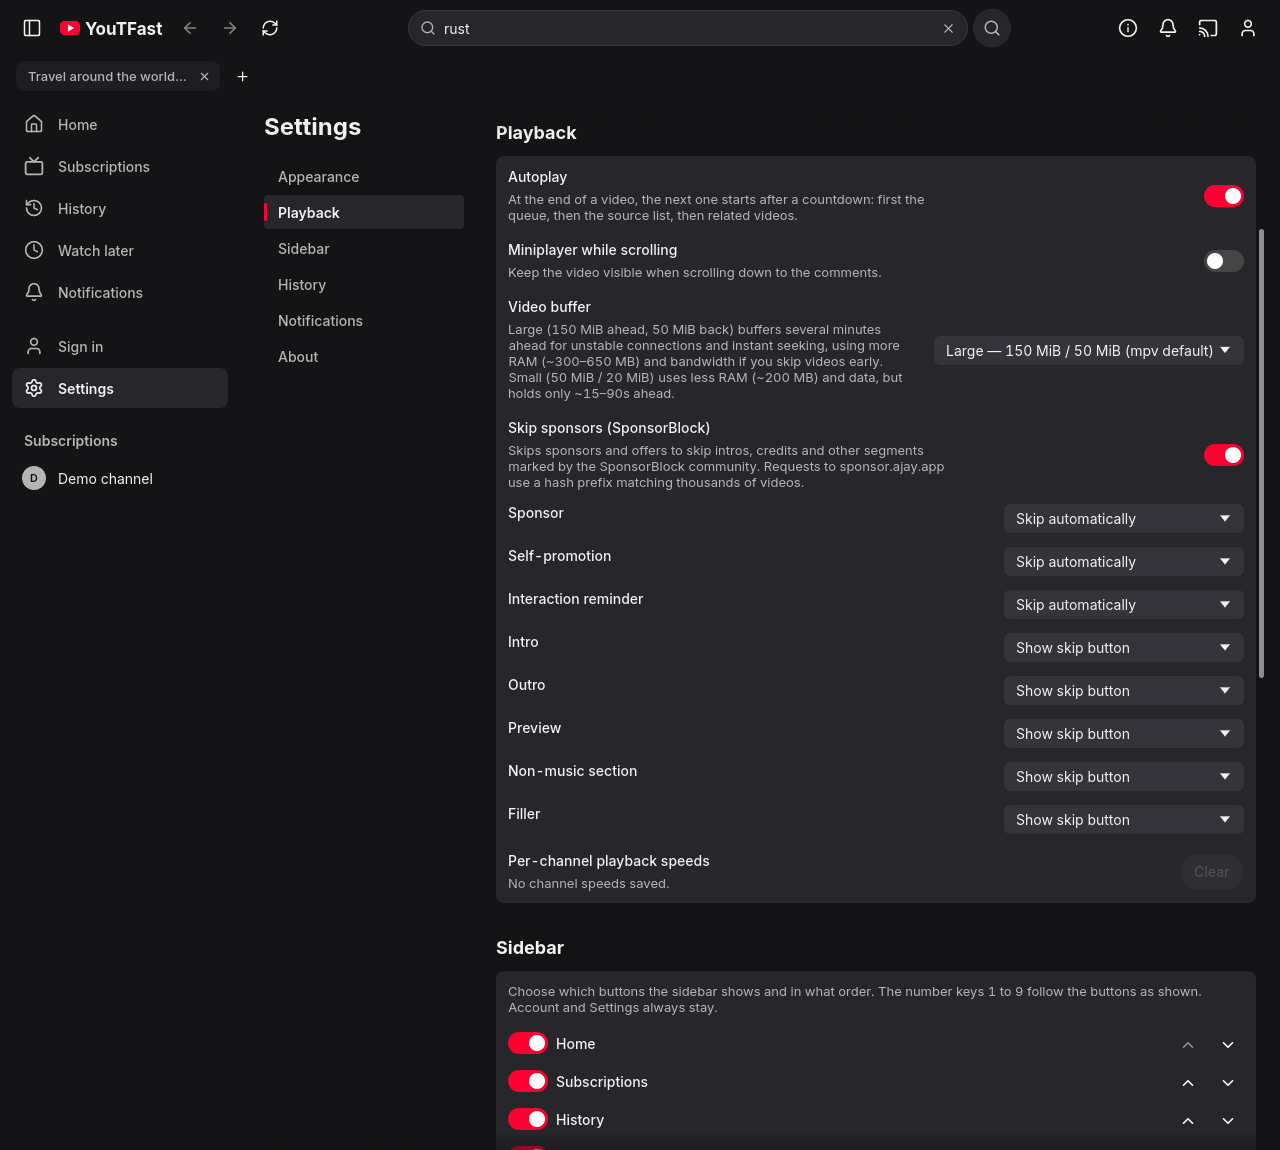 YouTFast
rust
Travel around the world...
Home
Subscriptions
History
Watch later
Notifications
Sign in
Settings
Subscriptions
D
Demo channel
Settings
Appearance
Playback
Sidebar
History
Notifications
About
Playback
Autoplay
At the end of a video, the next one starts after a countdown: first the
queue, then the source list, then related videos.
Miniplayer while scrolling
Keep the video visible when scrolling down to the comments.
Video buffer
Large (150 MiB ahead, 50 MiB back) buffers several minutes
ahead for unstable connections and instant seeking, using more
RAM (~300–650 MB) and bandwidth if you skip videos early.
Small (50 MiB / 20 MiB) uses less RAM (~200 MB) and data, but
holds only ~15–90s ahead.
Large — 150 MiB / 50 MiB (mpv default)
Skip sponsors (SponsorBlock)
Skips sponsors and offers to skip intros, credits and other segments
marked by the SponsorBlock community. Requests to sponsor.ajay.app
use a hash prefix matching thousands of videos.
Sponsor
Skip automatically
Self-promotion
Skip automatically
Interaction reminder
Skip automatically
Intro
Show skip button
Outro
Show skip button
Preview
Show skip button
Non-music section
Show skip button
Filler
Show skip button
Per-channel playback speeds
No channel speeds saved.
Clear
Sidebar
Choose which buttons the sidebar shows and in what order. The number keys 1 to 9 follow the buttons as shown.
Account and Settings always stay.
Home
Subscriptions
History